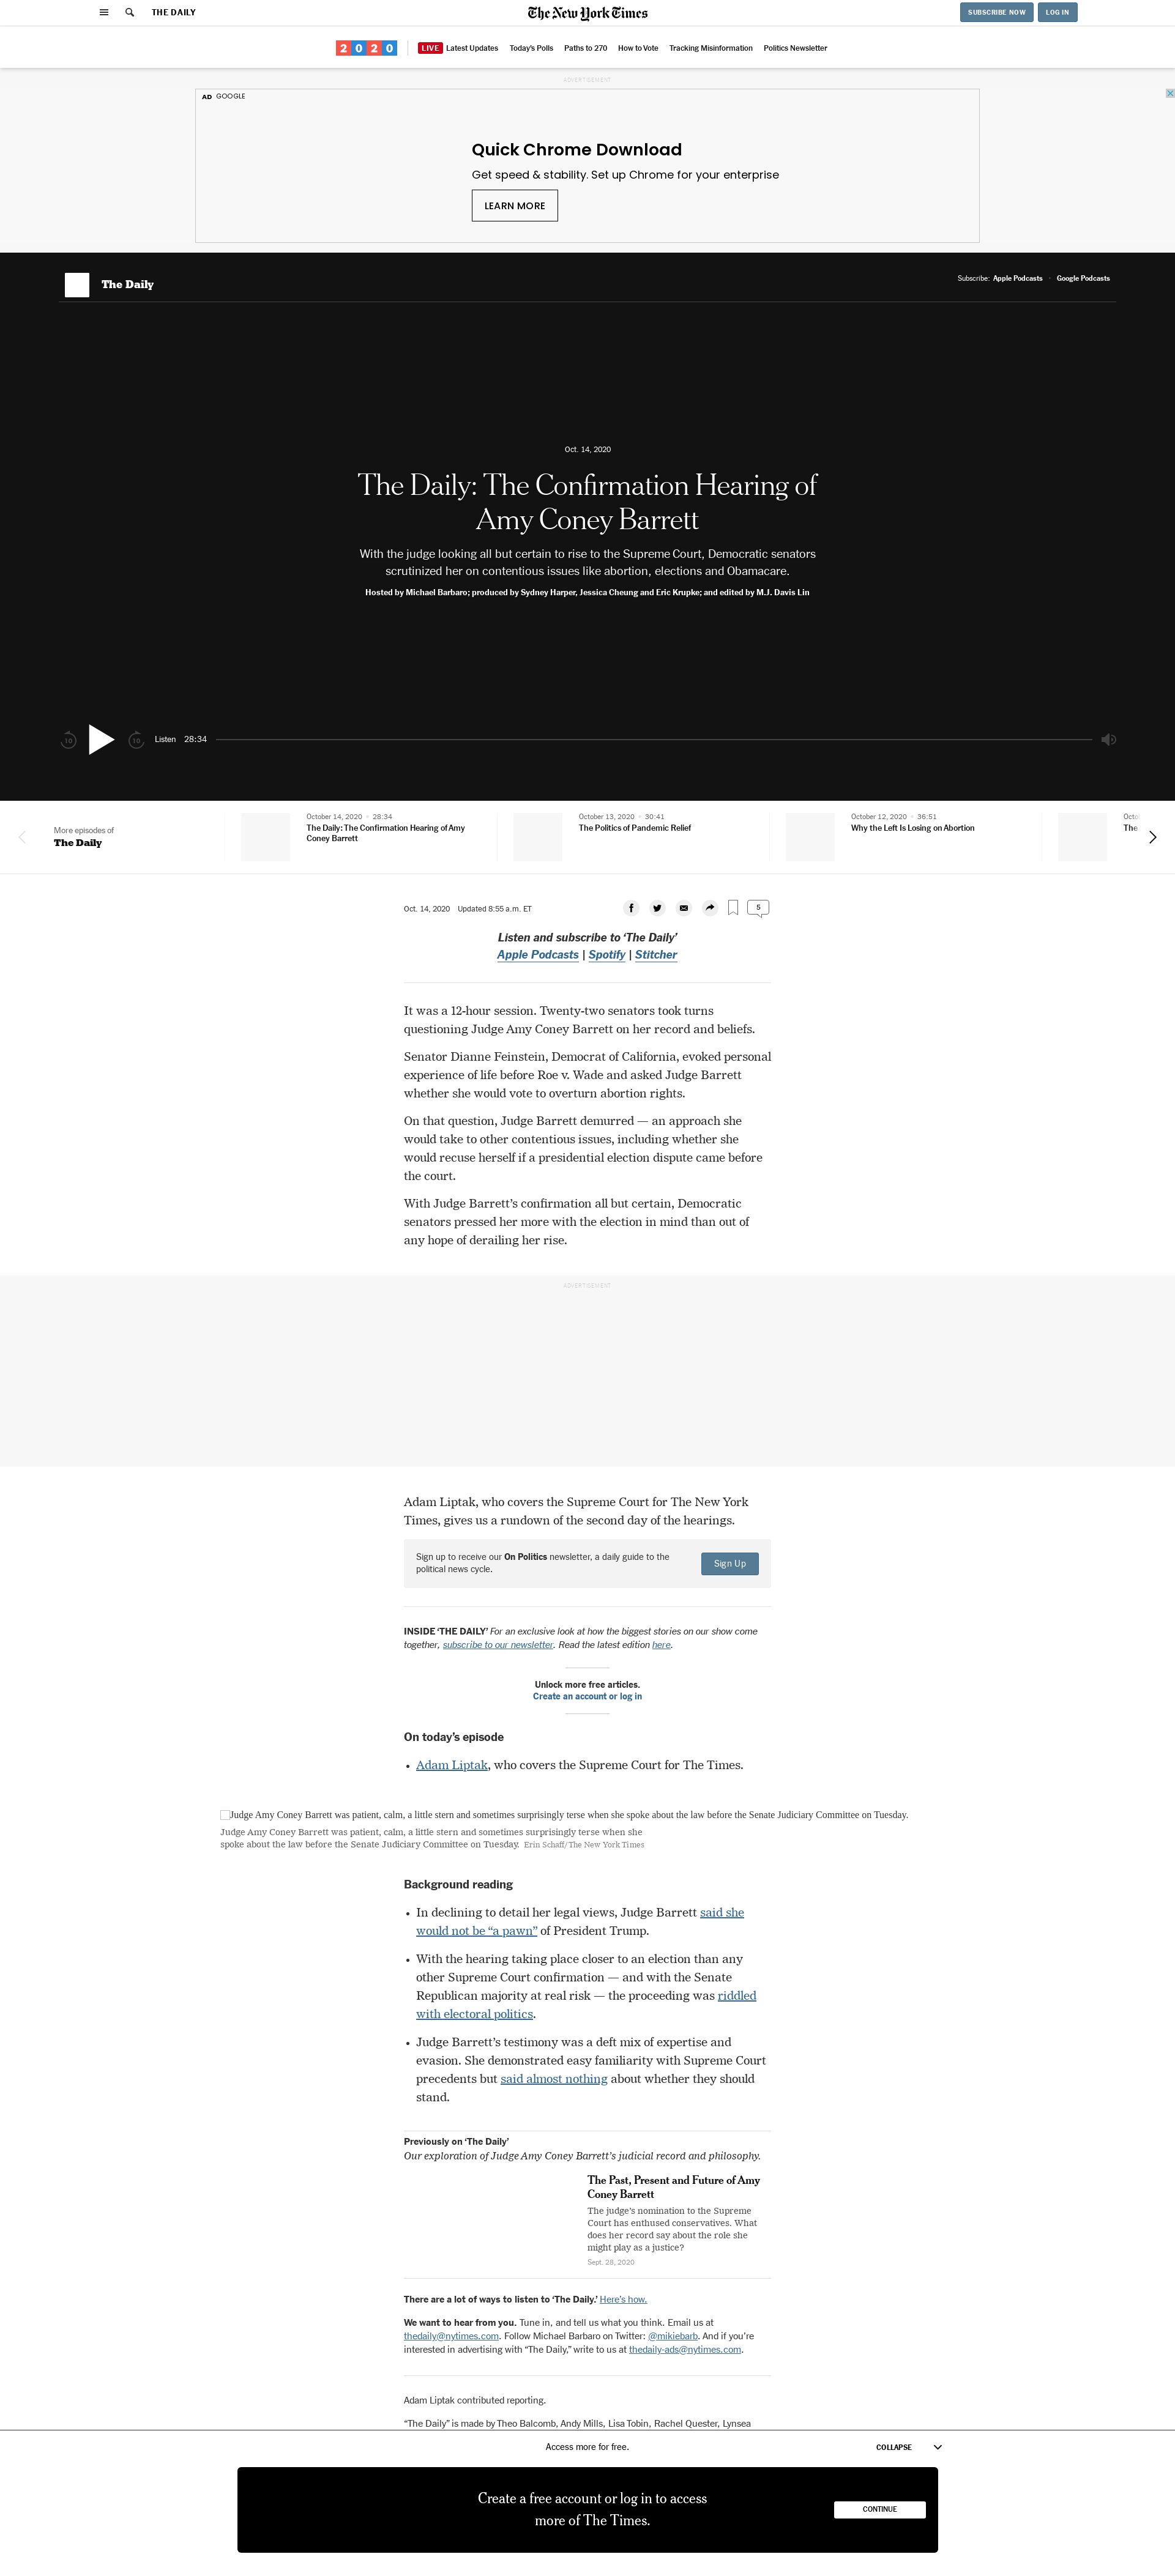 THE DAILY
The New York Times
SUBSCRIBE NOW
LOG IN
2020
LIVE Latest Updates
Today's Polls
Paths to 270
How to Vote
Tracking Misinformation
Politics Newsletter
ADVERTISEMENT
AD GOOGLE
Quick Chrome Download
Get speed & stability. Set up Chrome for your enterprise
LEARN MORE
The Daily
Subscribe: Apple Podcasts
Google Podcasts
Oct. 14, 2020
The Daily: The Confirmation Hearing of
Amy Coney Barrett
With the judge looking all but certain to rise to the Supreme Court, Democratic senators
scrutinized her on contentious issues like abortion, elections and Obamacare.
Hosted by Michael Barbaro; produced by Sydney Harper, Jessica Cheung and Eric Krupke; and edited by M.J. Davis Lin
10
10
Listen 28:34
More episodes of
The Daily
October 14, 2020 • 28:34
The Daily: The Confirmation Hearing of Amy
Coney Barrett
October 13, 2020 • 30:41
The Politics of Pandemic Relief
October 12, 2020 • 36:51
Why the Left Is Losing on Abortion
Octo
The
Oct. 14, 2020 Updated 8:55 a.m. ET
5
Listen and subscribe to ‘The Daily’
Apple Podcasts | Spotify | Stitcher
It was a 12-hour session. Twenty-two senators took turns
questioning Judge Amy Coney Barrett on her record and beliefs.
Senator Dianne Feinstein, Democrat of California, evoked personal
experience of life before Roe v. Wade and asked Judge Barrett
whether she would vote to overturn abortion rights.
On that question, Judge Barrett demurred — an approach she
would take to other contentious issues, including whether she
would recuse herself if a presidential election dispute came before
the court.
With Judge Barrett’s confirmation all but certain, Democratic
senators pressed her more with the election in mind than out of
any hope of derailing her rise.
ADVERTISEMENT
Adam Liptak, who covers the Supreme Court for The New York
Times, gives us a rundown of the second day of the hearings.
Sign up to receive our On Politics newsletter, a daily guide to the
political news cycle.
Sign Up
INSIDE ‘THE DAILY’ For an exclusive look at how the biggest stories on our show come
together, subscribe to our newsletter. Read the latest edition here.
Unlock more free articles.
Create an account or log in
On today’s episode
• Adam Liptak, who covers the Supreme Court for The Times.
Judge Amy Coney Barrett was patient, calm, a little stern and sometimes surprisingly terse when she spoke about the law before the Senate Judiciary Committee on Tuesday.
Judge Amy Coney Barrett was patient, calm, a little stern and sometimes surprisingly terse when she
spoke about the law before the Senate Judiciary Committee on Tuesday. Erin Schaff/The New York Times
Background reading
• In declining to detail her legal views, Judge Barrett said she
would not be “a pawn” of President Trump.
• With the hearing taking place closer to an election than any
other Supreme Court confirmation — and with the Senate
Republican majority at real risk — the proceeding was riddled
with electoral politics.
• Judge Barrett’s testimony was a deft mix of expertise and
evasion. She demonstrated easy familiarity with Supreme Court
precedents but said almost nothing about whether they should
stand.
Previously on ‘The Daily’
Our exploration of Judge Amy Coney Barrett’s judicial record and philosophy.
The Past, Present and Future of Amy
Coney Barrett
The judge’s nomination to the Supreme
Court has enthused conservatives. What
does her record say about the role she
might play as a justice?
Sept. 28, 2020
There are a lot of ways to listen to ‘The Daily.’ Here’s how.
We want to hear from you. Tune in, and tell us what you think. Email us at
thedaily@nytimes.com. Follow Michael Barbaro on Twitter: @mikiebarb. And if you’re
interested in advertising with “The Daily,” write to us at thedaily-ads@nytimes.com.
Adam Liptak contributed reporting.
“The Daily” is made by Theo Balcomb, Andy Mills, Lisa Tobin, Rachel Quester, Lynsea
Access more for free.
COLLAPSE
Create a free account or log in to access
more of The Times.
CONTINUE